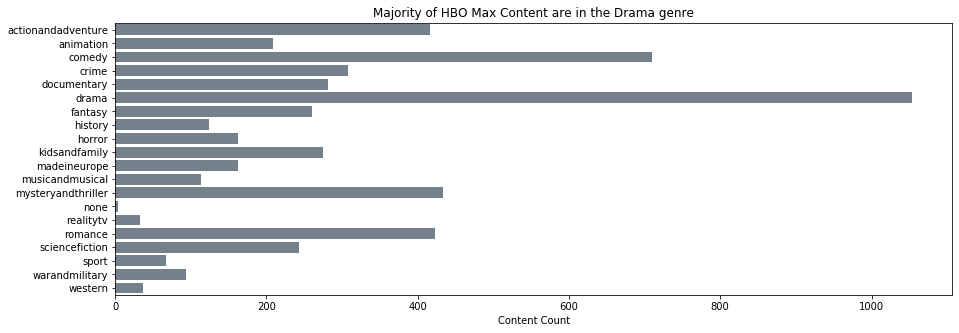 Majority of HBO Max Content are in the Drama genre
actionandadventure
animation
comedy
crime
documentary
drama
fantasy
history
horror
kidsandfamily
madeineurope
musicandmusical
mysteryandthriller
none
realitytv
romance
sciencefiction
sport
warandmilitary
western
0 200 400 600 800 1000
Content Count